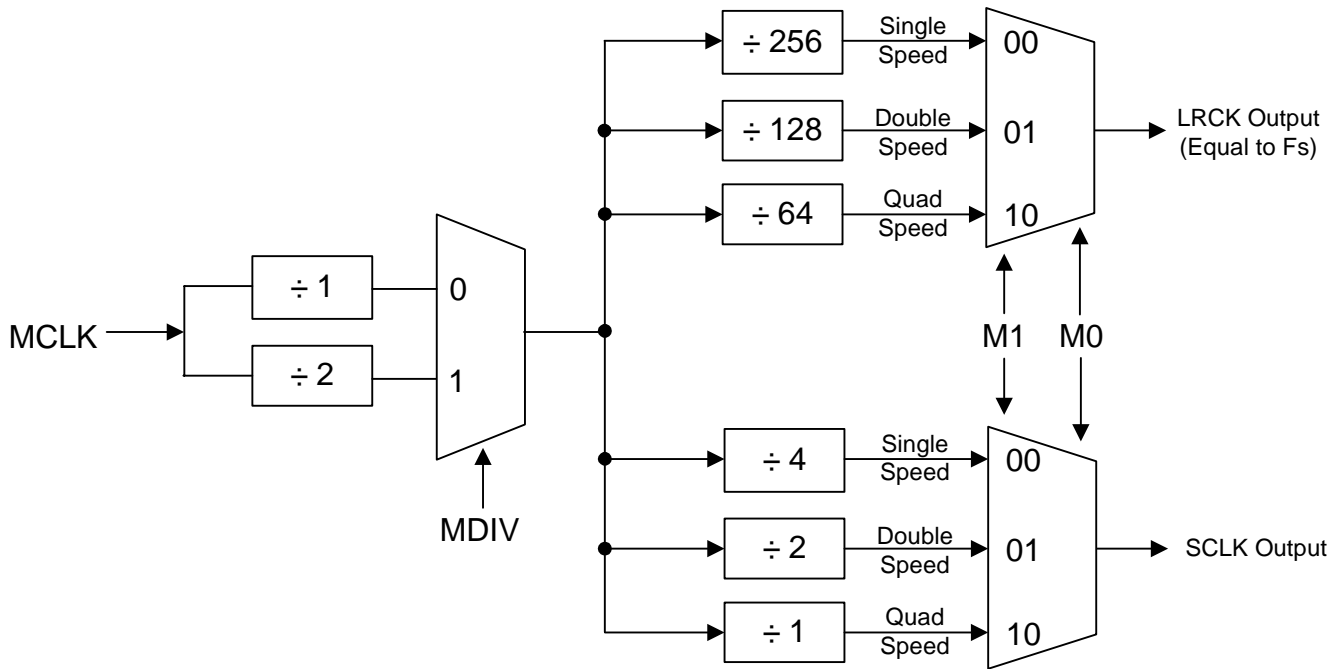 MCLK
÷ 1
÷ 2
0
1
MDIV
÷ 256
Single
Speed
00
÷ 128
Double
Speed
01
÷ 64
Quad
Speed
10
LRCK Output
(Equal to Fs)
M1
M0
÷ 4
Single
Speed
00
÷ 2
Double
Speed
01
÷ 1
Quad
Speed
10
SCLK Output